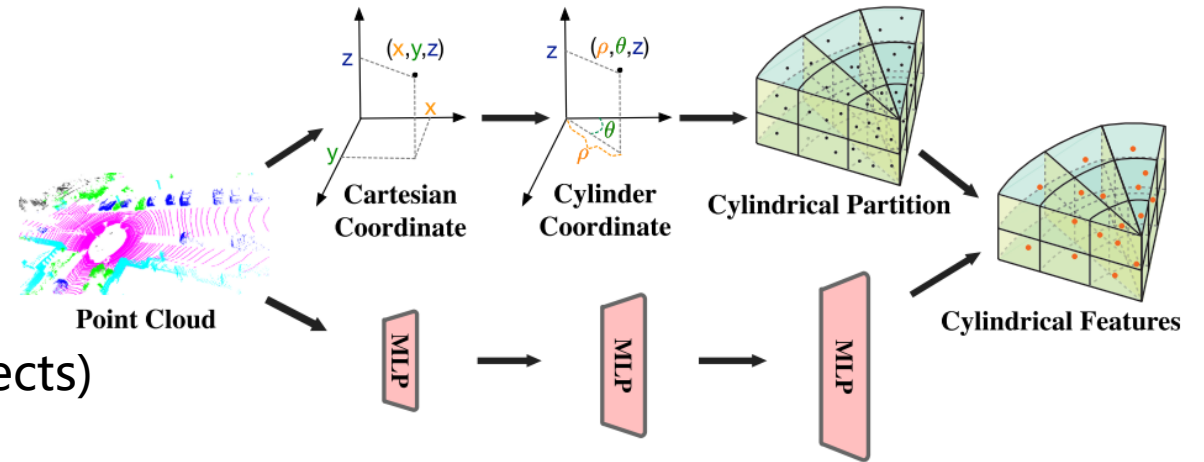 z
(x,y,z)
x
y
Cartesian
Coordinate
z
(ρ,θ,z)
θ
ρ
Cylinder
Coordinate
Cylindrical Partition
Point Cloud
Cylindrical Features
MLP
MLP
MLP
ects)